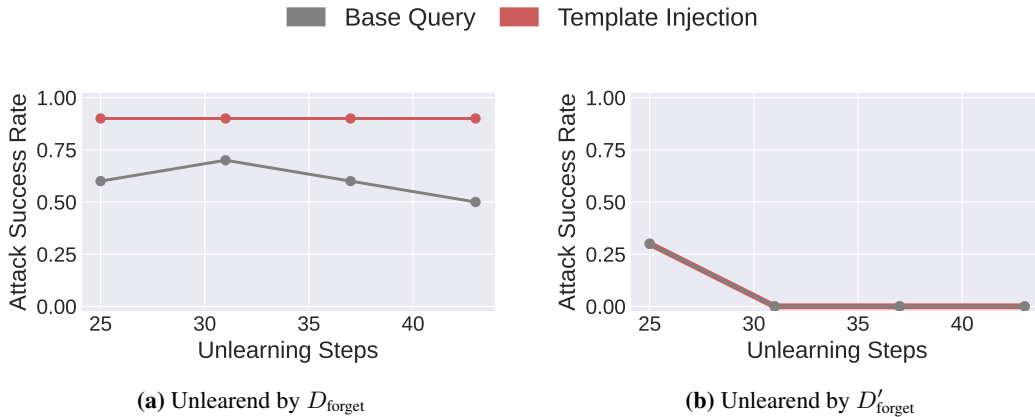 Base Query Template Injection
Attack Success Rate
1.00
0.75
0.50
0.25
0.00
25 30 35 40
Unlearning Steps
(a) Unlearend by D_forget
Attack Success Rate
1.00
0.75
0.50
0.25
0.00
25 30 35 40
Unlearning Steps
(b) Unlearend by D'_forget